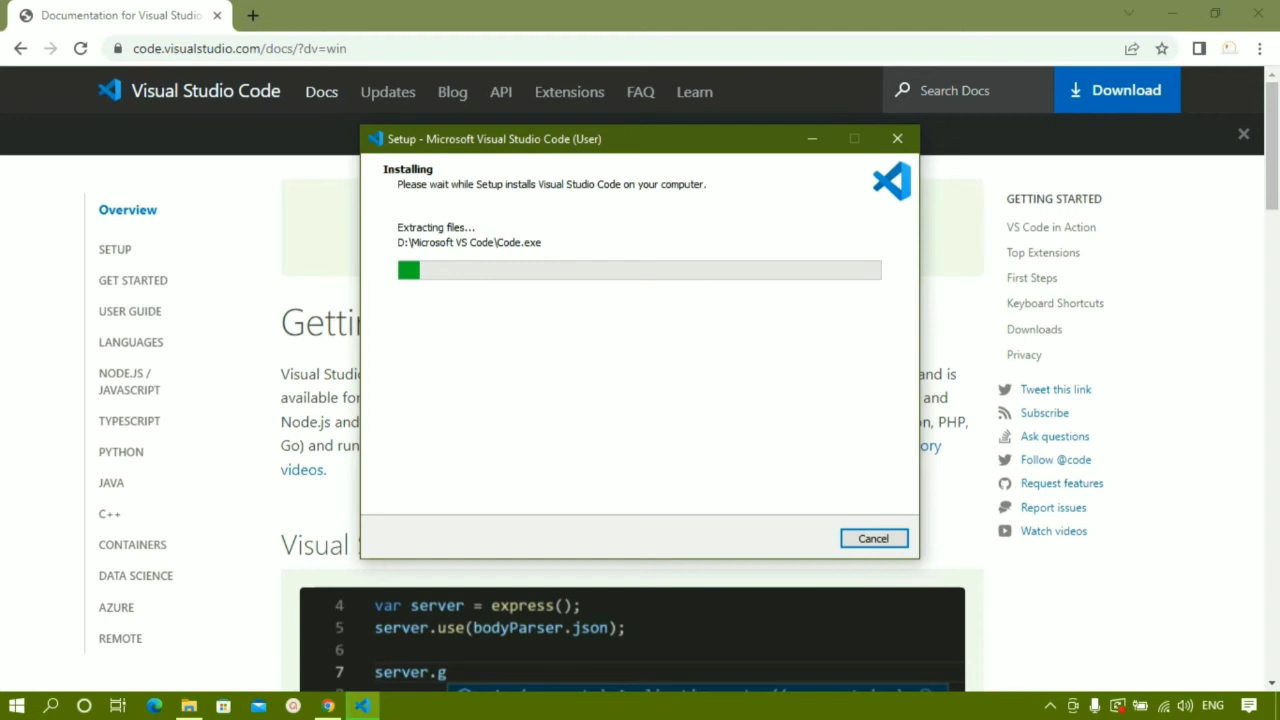 Documentation for Visual Studio
code.visualstudio.com/docs/?dv=win
Visual Studio Code
Docs
Updates
Blog
API
Extensions
FAQ
Learn
Search Docs
Download
Setup - Microsoft Visual Studio Code (User)
Installing
Please wait while Setup installs Visual Studio Code on your computer.
Extracting files...
D:\Microsoft VS Code\Code.exe
Cancel
Overview
SETUP
GET STARTED
USER GUIDE
LANGUAGES
NODE.JS /
JAVASCRIPT
TYPESCRIPT
PYTHON
JAVA
C++
CONTAINERS
DATA SCIENCE
AZURE
REMOTE
Visual
and is
available for
and
Node.js and
PHP,
Go) and
videos.
Visual
4 var server = express();
5 server.use(bodyParser.json);
6
7 server.g
GETTING STARTED
VS Code in Action
Top Extensions
First Steps
Keyboard Shortcuts
Downloads
Privacy
Tweet this link
Subscribe
Ask questions
Follow @code
Request features
Report issues
Watch videos
ENG